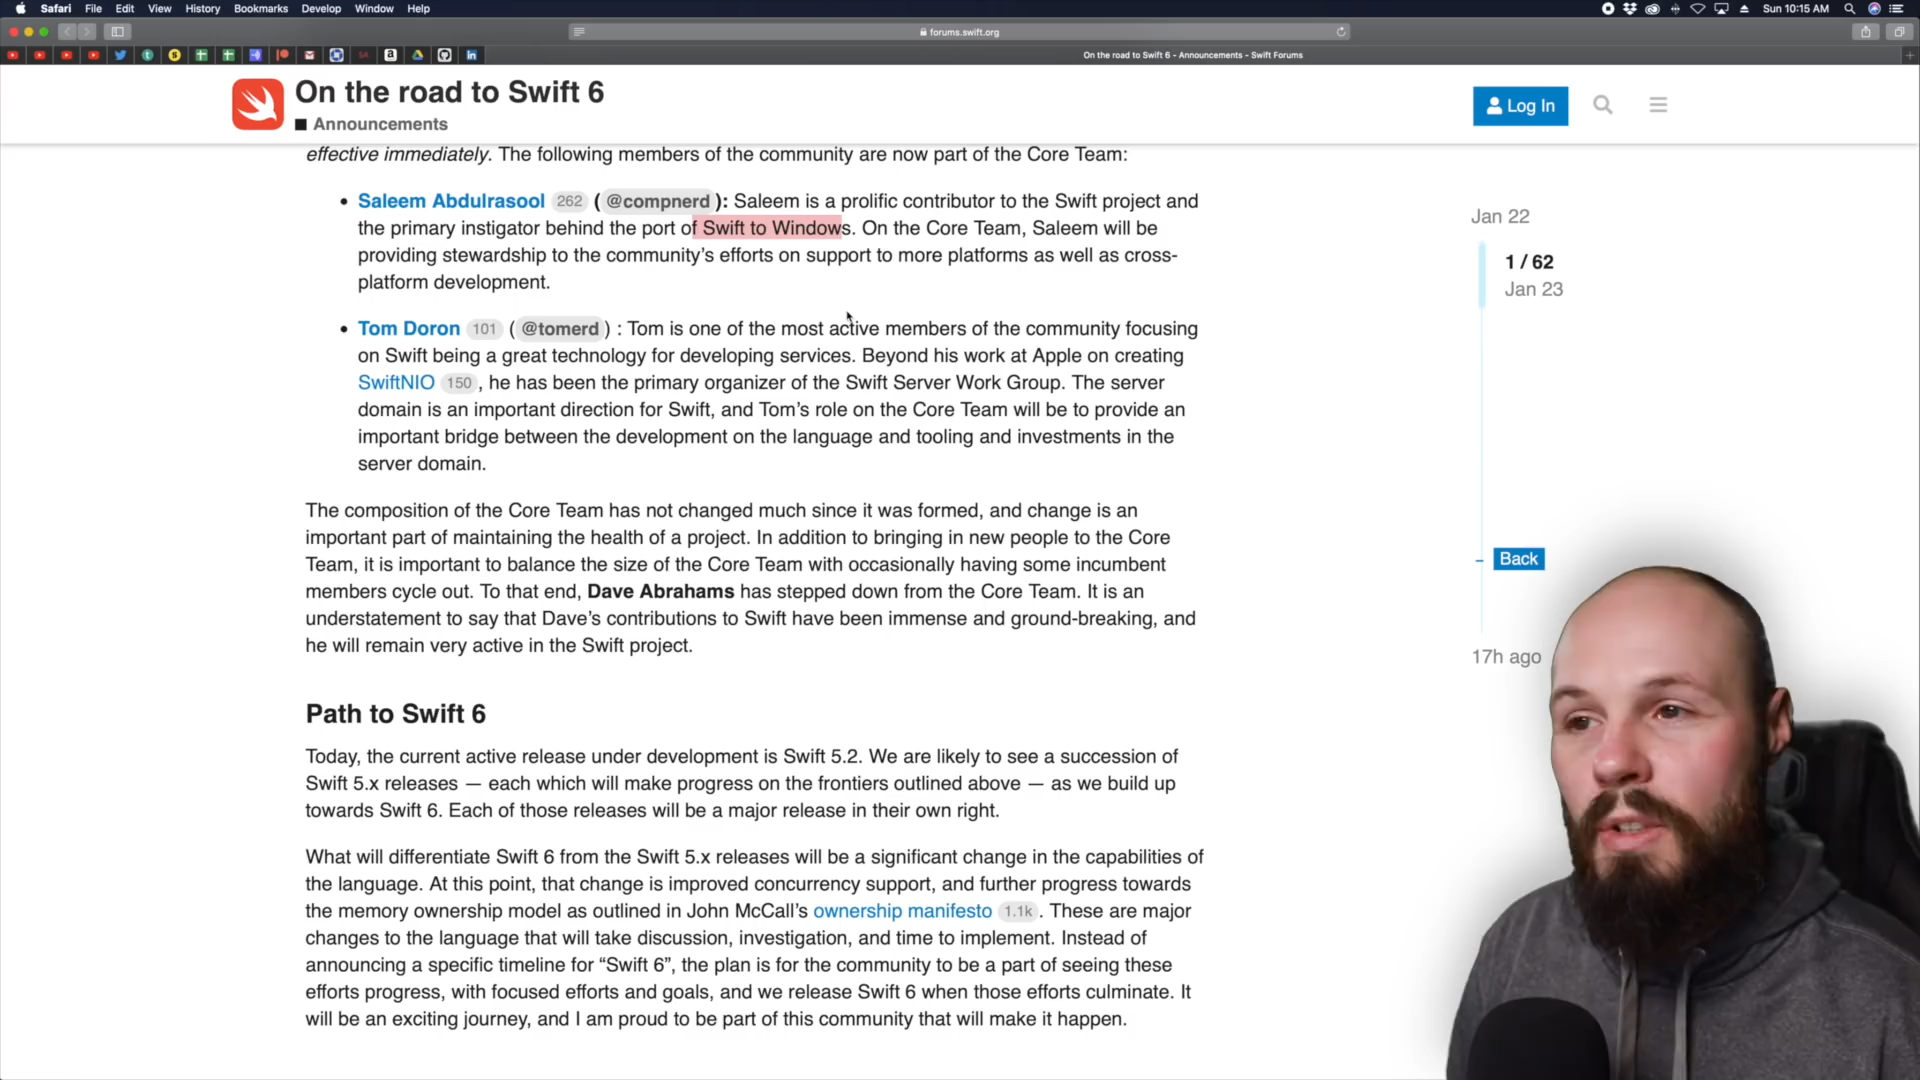 Safari File Edit View History Bookmarks Develop Window Help Sun 10:15 AM
forums.swift.org
On the road to Swift 6 - Announcements - Swift Forums
On the road to Swift 6
Announcements
Log In
effective immediately. The following members of the community are now part of the Core Team:
Saleem Abdulrasool 262 ( @compnerd ): Saleem is a prolific contributor to the Swift project and
the primary instigator behind the port of Swift to Windows. On the Core Team, Saleem will be
providing stewardship to the community’s efforts on support to more platforms as well as cross-
platform development.
Tom Doron 101 ( @tomerd ) : Tom is one of the most active members of the community focusing
on Swift being a great technology for developing services. Beyond his work at Apple on creating
SwiftNIO 150 , he has been the primary organizer of the Swift Server Work Group. The server
domain is an important direction for Swift, and Tom’s role on the Core Team will be to provide an
important bridge between the development on the language and tooling and investments in the
server domain.
The composition of the Core Team has not changed much since it was formed, and change is an
important part of maintaining the health of a project. In addition to bringing in new people to the Core
Team, it is important to balance the size of the Core Team with occasionally having some incumbent
members cycle out. To that end, Dave Abrahams has stepped down from the Core Team. It is an
understatement to say that Dave’s contributions to Swift have been immense and ground-breaking, and
he will remain very active in the Swift project.
Path to Swift 6
Today, the current active release under development is Swift 5.2. We are likely to see a succession of
Swift 5.x releases — each which will make progress on the frontiers outlined above — as we build up
towards Swift 6. Each of those releases will be a major release in their own right.
What will differentiate Swift 6 from the Swift 5.x releases will be a significant change in the capabilities of
the language. At this point, that change is improved concurrency support, and further progress towards
the memory ownership model as outlined in John McCall’s ownership manifesto 1.1k . These are major
changes to the language that will take discussion, investigation, and time to implement. Instead of
announcing a specific timeline for “Swift 6”, the plan is for the community to be a part of seeing these
efforts progress, with focused efforts and goals, and we release Swift 6 when those efforts culminate. It
will be an exciting journey, and I am proud to be part of this community that will make it happen.
Jan 22
1 / 62
Jan 23
Back
17h ago